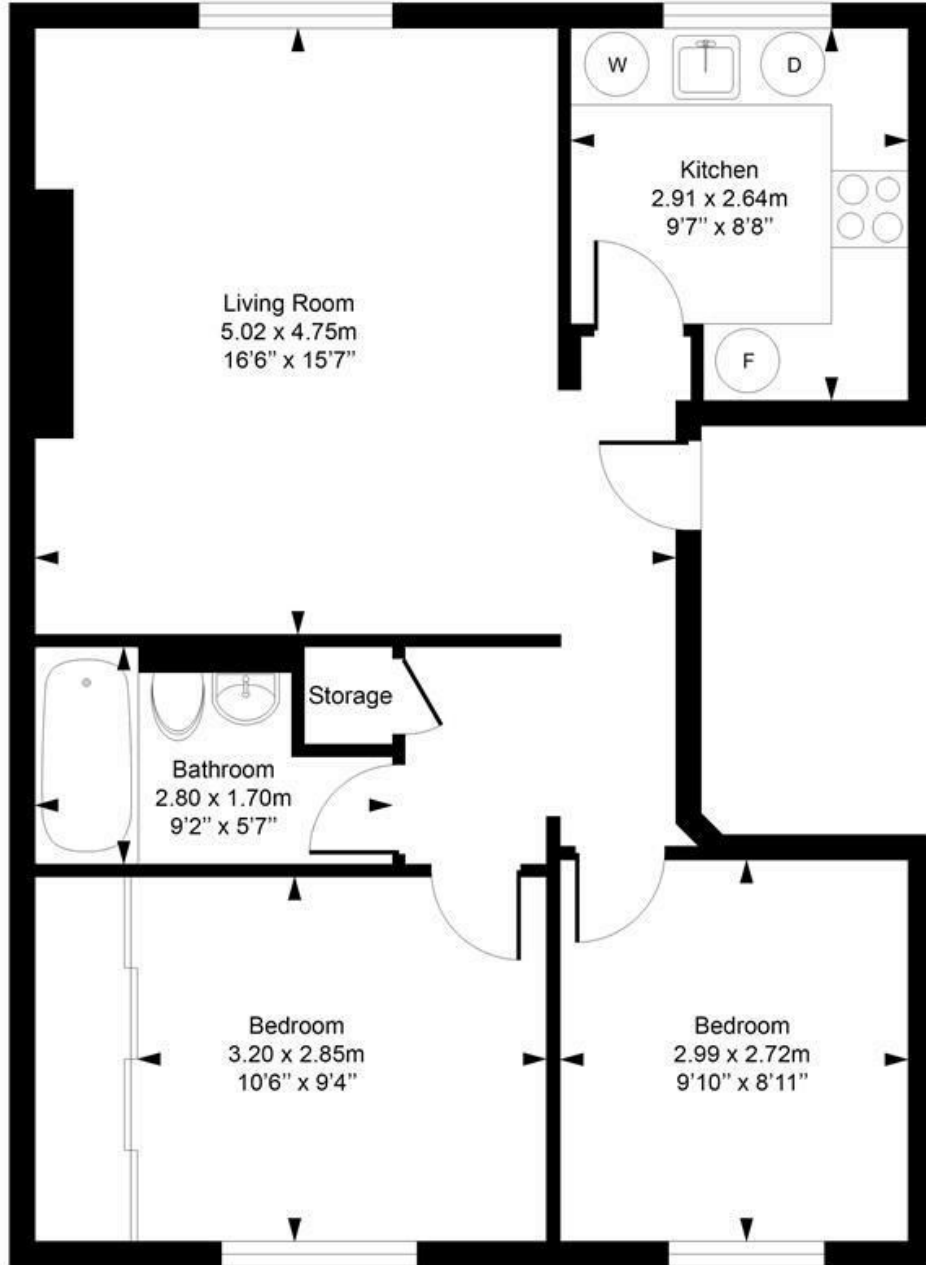 W
D
Kitchen
2.91 x 2.64m
9’7” x 8’8”
Living Room
5.02 x 4.75m
16’6” x 15’7”
F
Storage
Bathroom
2.80 x 1.70m
9’2” x 5’7”
Bedroom
3.20 x 2.85m
10’6” x 9’4”
Bedroom
2.99 x 2.72m
9’10” x 8’11”